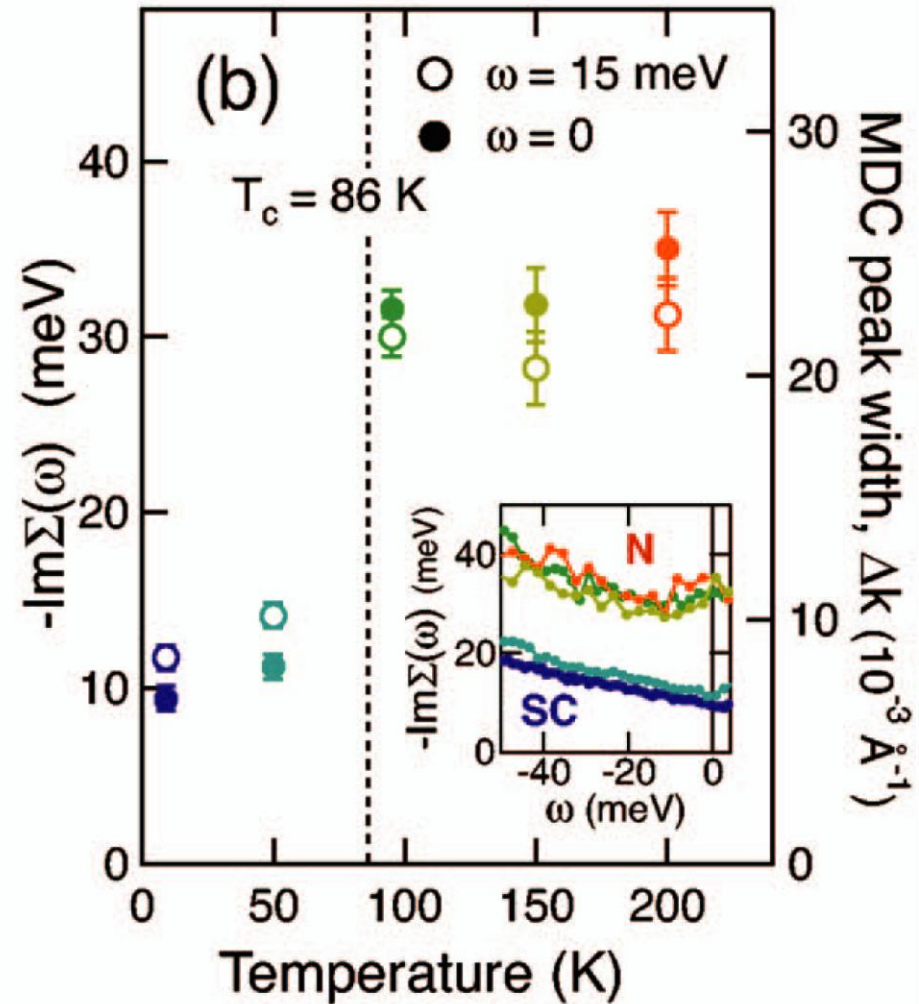 (b)
ω = 15 meV
ω = 0
T_c = 86 K
-ImΣ(ω) (meV)
40
30
20
10
0
MDC peak width, Δk (10⁻³ Å⁻¹)
30
20
10
0
-ImΣ(ω) (meV)
40
20
0
N
SC
-40
-20
0
ω (meV)
0
50
100
150
200
Temperature (K)